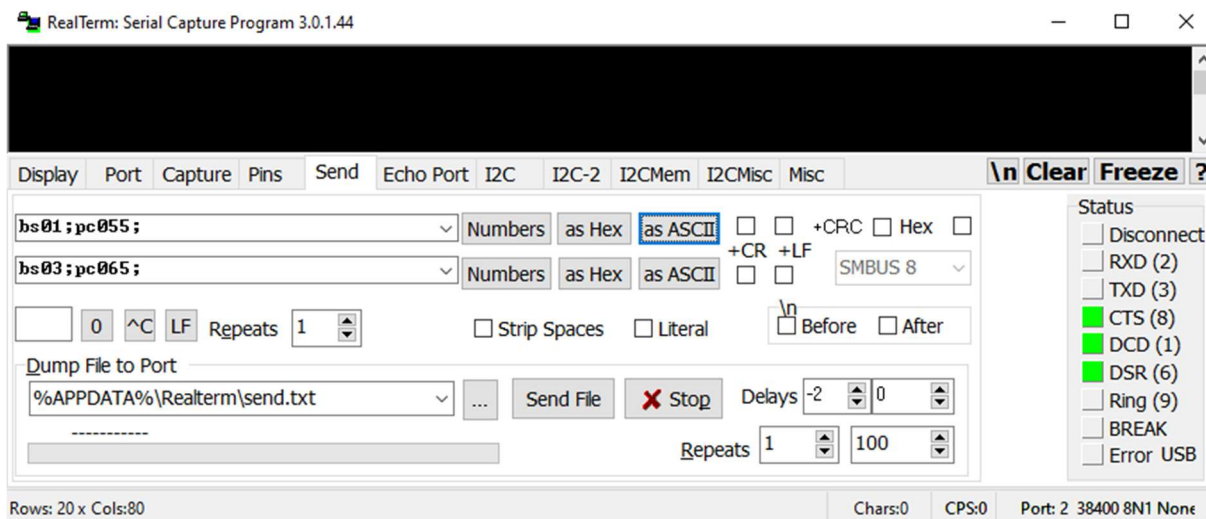 RealTerm: Serial Capture Program 3.0.1.44
Display Port Capture Pins Send Echo Port I2C I2C-2 I2CMem I2CMisc Misc \n Clear Freeze ?
Status
bs01;pc055; Numbers as Hex as ASCII +CRC Hex Disconnect
+CR +LF
bs03;pc065; Numbers as Hex as ASCII SMBUS 8 RXD (2)
TXD (3)
\n
0 ^C LF Repeats 1 Strip Spaces Literal Before After CTS (8)
DCD (1)
Dump File to Port
%APPDATA%\Realterm\send.txt ... Send File Stop Delays -2 0 DSR (6)
Ring (9)
----------- BREAK
Repeats 1 100 Error USB
Rows: 20 x Cols:80 Chars:0 CPS:0 Port: 2 38400 8N1 None